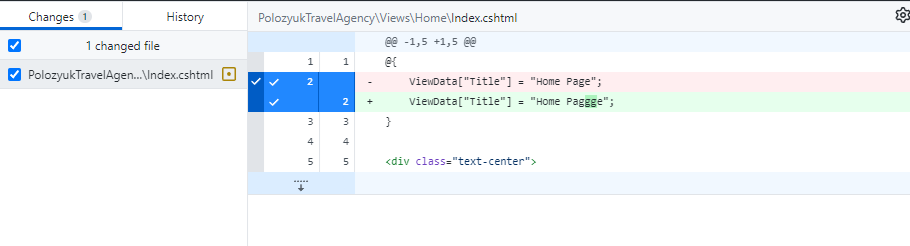 Changes 1
History
PolozyukTravelAgency\Views\Home\Index.cshtml
1 changed file
PolozyukTravelAgen...\Index.cshtml
@@ -1,5 +1,5 @@
1 1 @{
2 - ViewData["Title"] = "Home Page";
2 + ViewData["Title"] = "Home Paggge";
3 3 }
4 4
5 5 <div class="text-center">